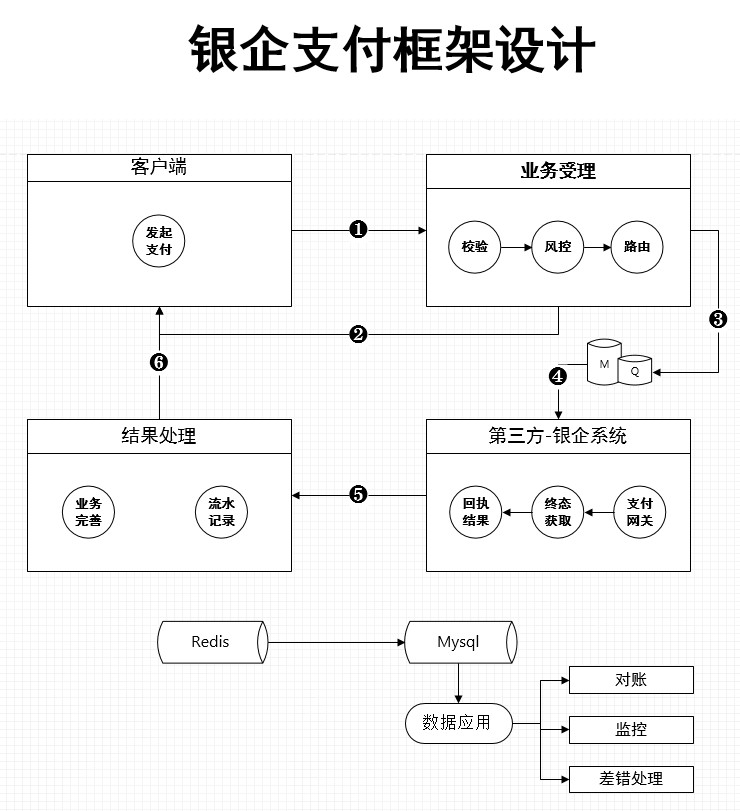 银企支付框架设计
客户端
业务受理
发起
支付
❶
校验
风控
路由
❷
❸
❻
M
Q
❹
结果处理
第三方-银企系统
业务
完善
流水
记录
❺
回执
结果
终态
获取
支付
网关
Redis
Mysql
数据应用
对账
监控
差错处理